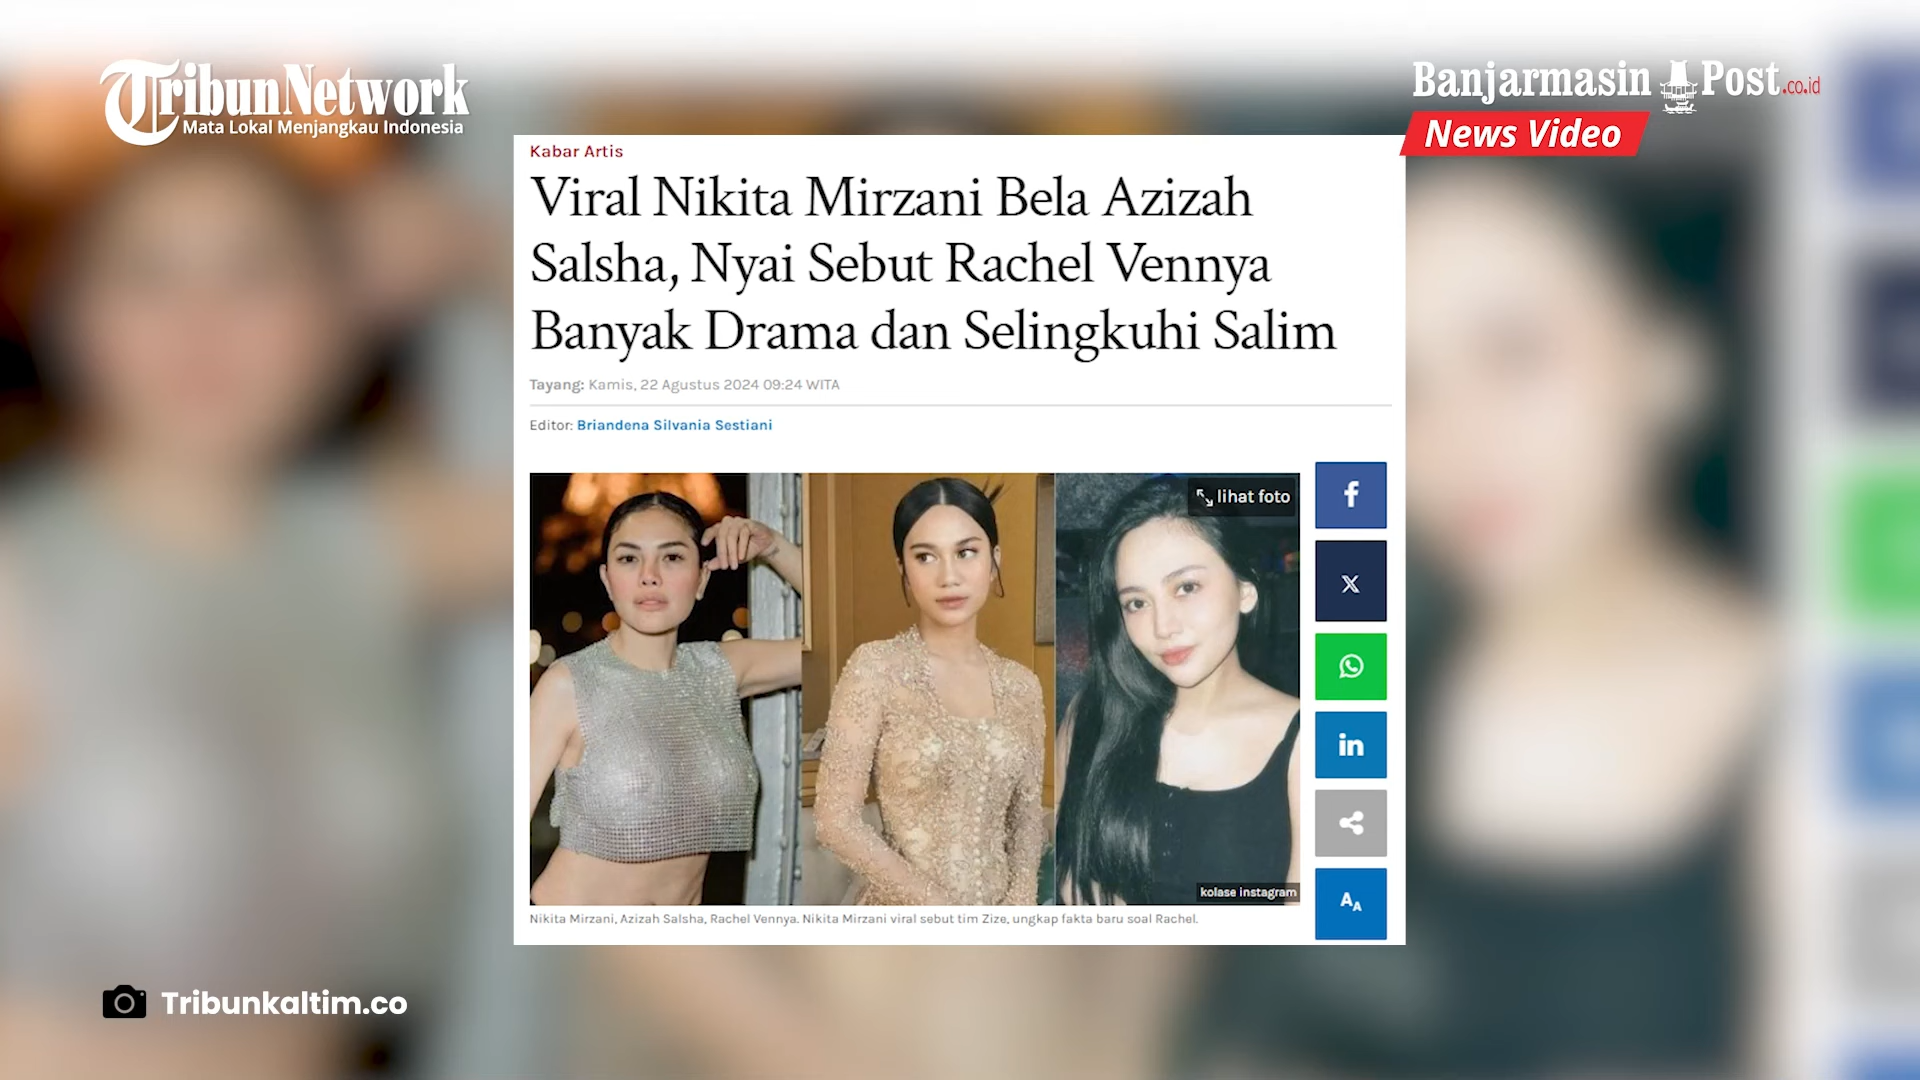 TribunNetwork
Mata Lokal Menjangkau Indonesia
Banjarmasin Post.co.id
News Video
Kabar Artis
Viral Nikita Mirzani Bela Azizah
Salsha, Nyai Sebut Rachel Vennya
Banyak Drama dan Selingkuhi Salim
Tayang: Kamis, 22 Agustus 2024 09:24 WITA
Editor: Briandena Silvania Sestiani
lihat foto
f
X
in
AA
kolase instagram
Nikita Mirzani, Azizah Salsha, Rachel Vennya. Nikita Mirzani viral sebut tim Zize, ungkap fakta baru soal Rachel.
Tribunkaltim.co